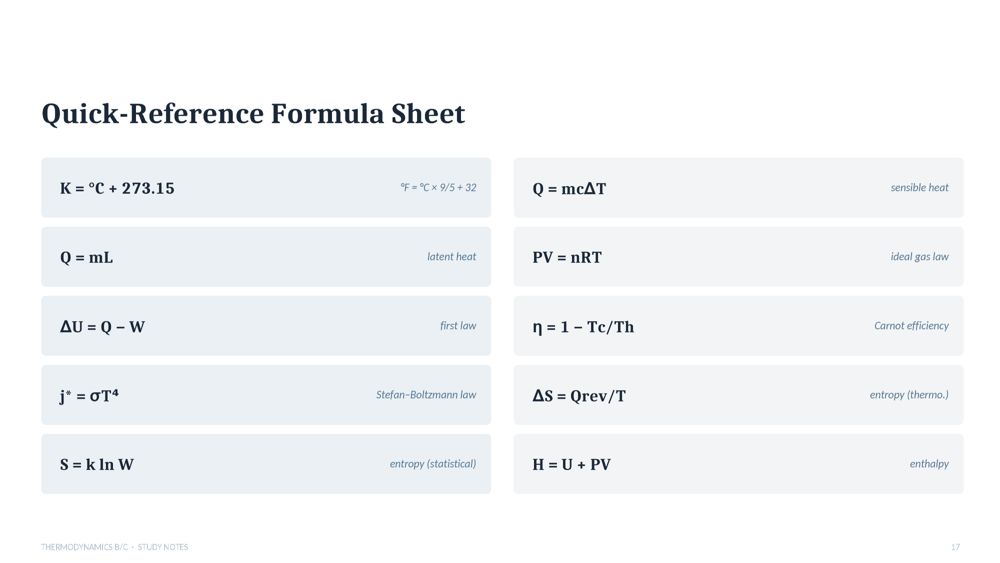 Quick-Reference Formula Sheet
K = °C + 273.15
°F = °C × 9/5 + 32
Q = mcΔT
sensible heat
Q = mL
latent heat
PV = nRT
ideal gas law
ΔU = Q − W
first law
η = 1 − Tc/Th
Carnot efficiency
j* = σT⁴
Stefan–Boltzmann law
ΔS = Qrev/T
entropy (thermo.)
S = k ln W
entropy (statistical)
H = U + PV
enthalpy
THERMODYNAMICS B/C · STUDY NOTES
17